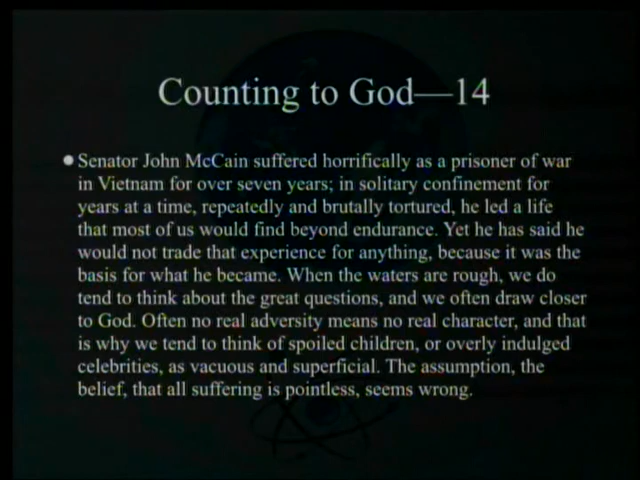 Counting to God—14
Senator John McCain suffered horrifically as a prisoner of war
in Vietnam for over seven years; in solitary confinement for
years at a time, repeatedly and brutally tortured, he led a life
that most of us would find beyond endurance. Yet he has said he
would not trade that experience for anything, because it was the
basis for what he became. When the waters are rough, we do
tend to think about the great questions, and we often draw closer
to God. Often no real adversity means no real character, and that
is why we tend to think of spoiled children, or overly indulged
celebrities, as vacuous and superficial. The assumption, the
belief, that all suffering is pointless, seems wrong.